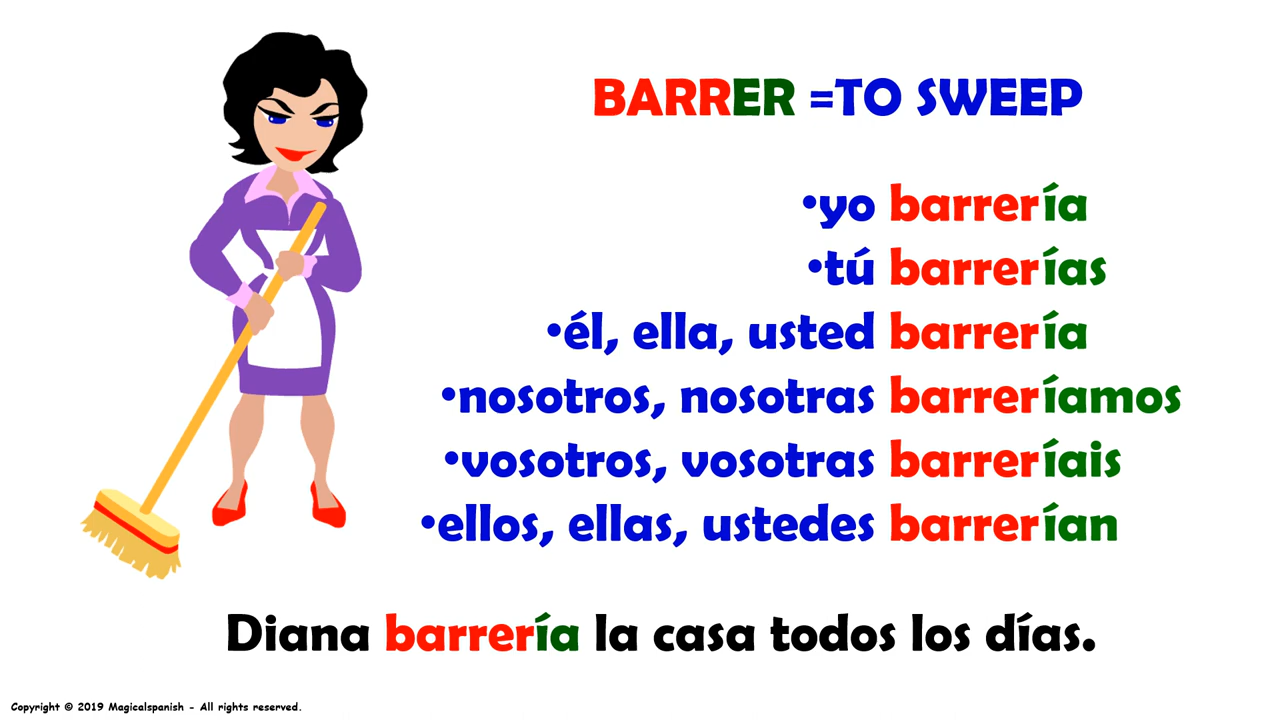 BARRER =TO SWEEP
•yo barrería
•tú barrerías
•él, ella, usted barrería
•nosotros, nosotras barreríamos
•vosotros, vosotras barreríais
•ellos, ellas, ustedes barrerían
Diana barrería la casa todos los días.
Copyright © 2019 Magicalspanish - All rights reserved.